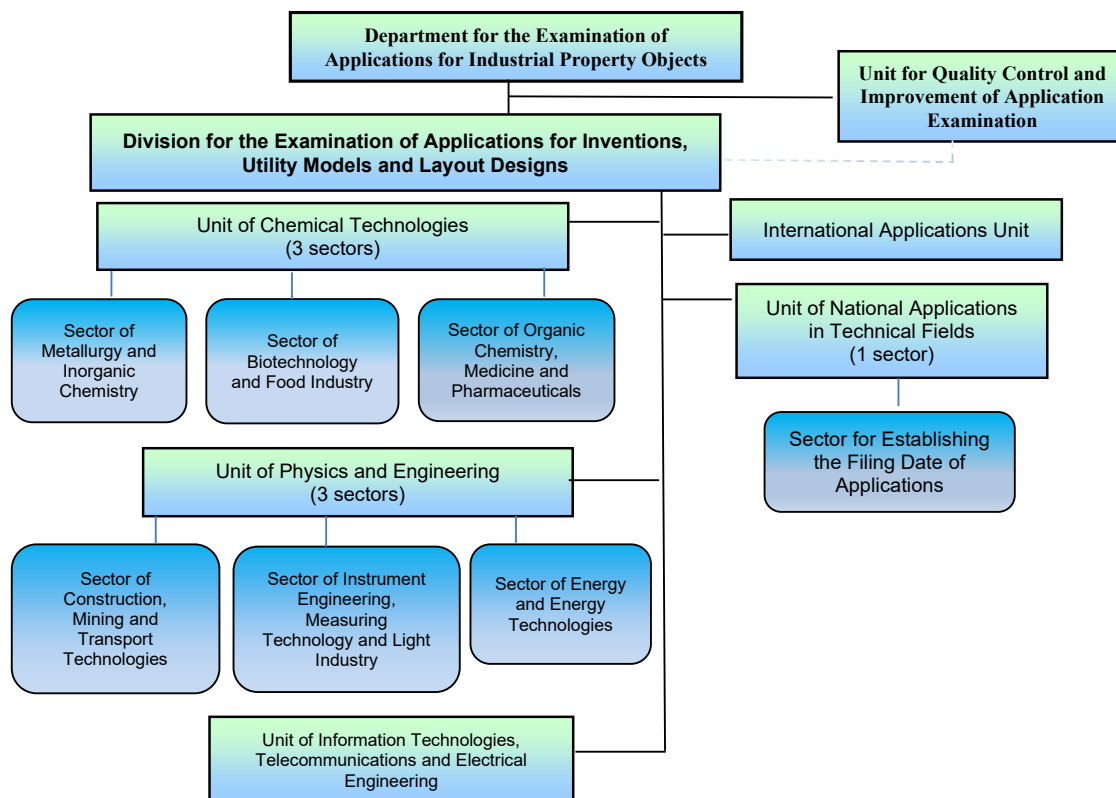 Department for the Examination of
Applications for Industrial Property Objects
Unit for Quality Control and
Improvement of Application
Examination
Division for the Examination of Applications for Inventions,
Utility Models and Layout Designs
Unit of Chemical Technologies
(3 sectors)
International Applications Unit
Sector of
Metallurgy and
Inorganic
Chemistry
Sector of
Biotechnology
and Food Industry
Sector of Organic
Chemistry,
Medicine and
Pharmaceuticals
Unit of National Applications
in Technical Fields
(1 sector)
Sector for Establishing
the Filing Date of
Applications
Unit of Physics and Engineering
(3 sectors)
Sector of
Construction,
Mining and
Transport
Technologies
Sector of Instrument
Engineering,
Measuring
Technology and Light
Industry
Sector of Energy
and Energy
Technologies
Unit of Information Technologies,
Telecommunications and Electrical
Engineering